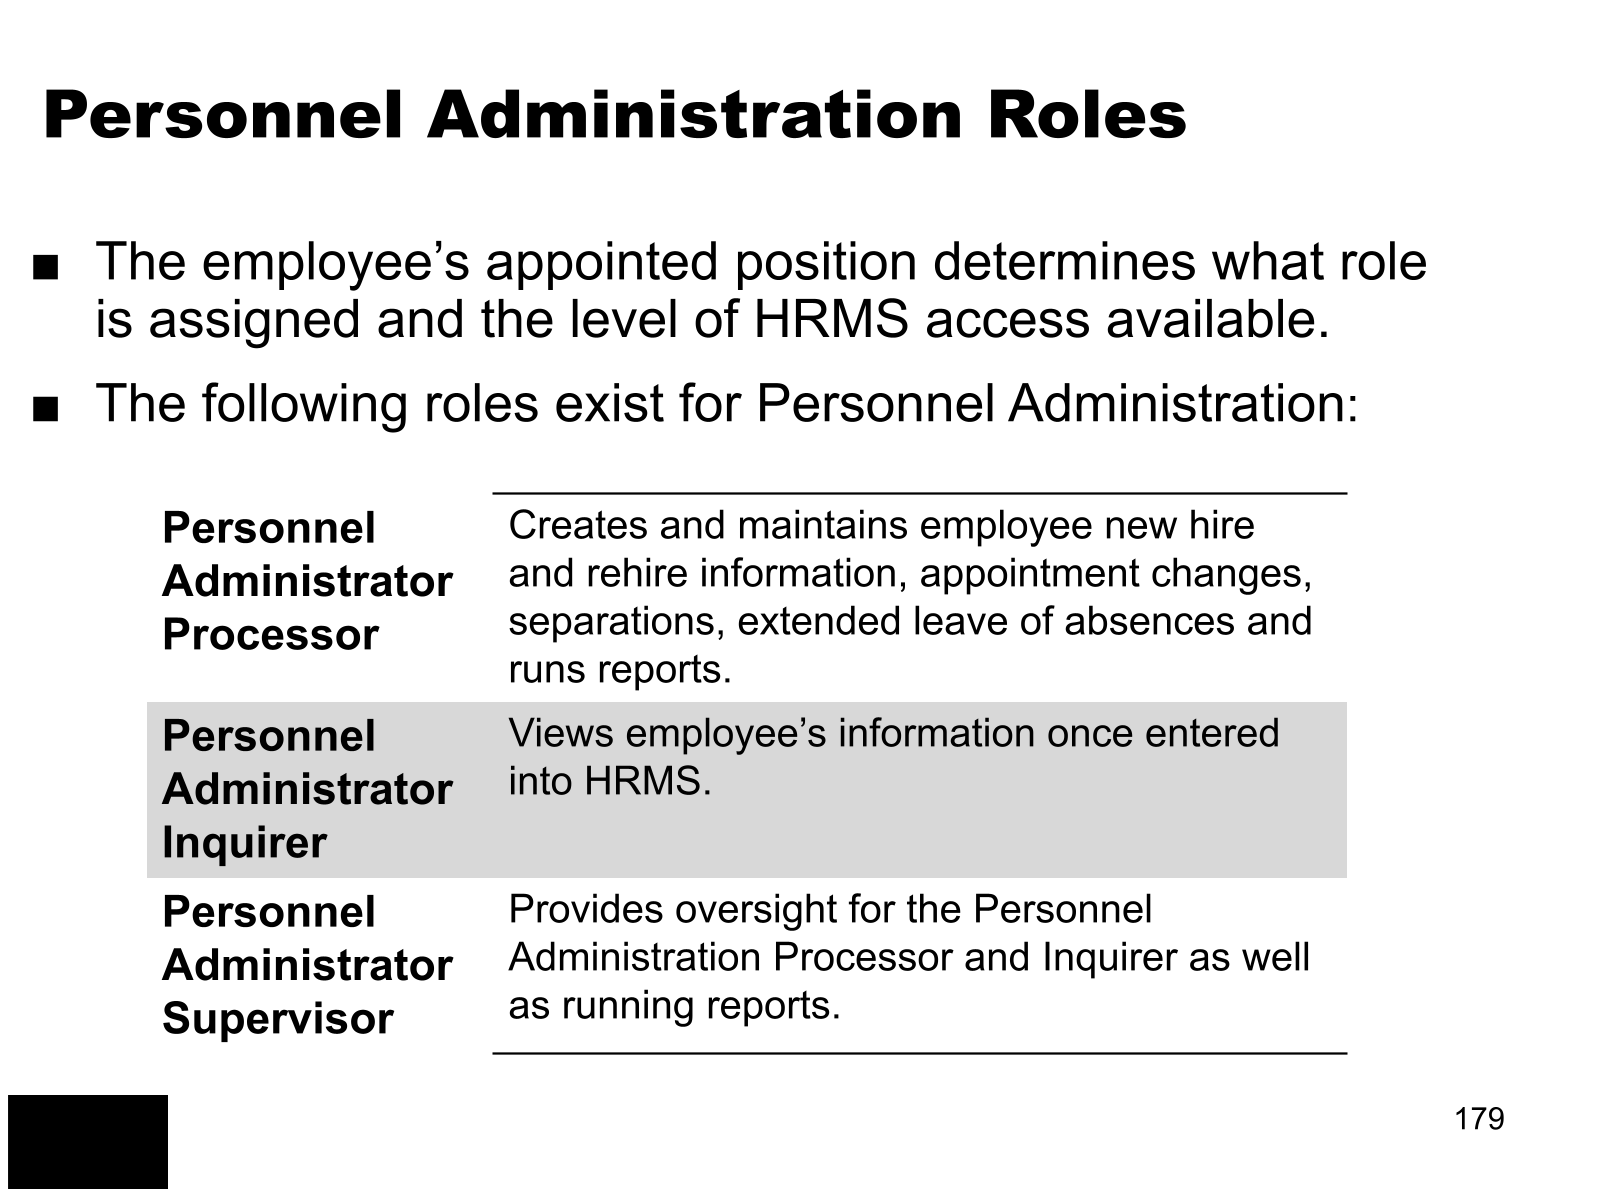 Personnel Administration Roles
■ The employee’s appointed position determines what role
is assigned and the level of HRMS access available.
■ The following roles exist for Personnel Administration:
Personnel
Administrator
Processor
Creates and maintains employee new hire
and rehire information, appointment changes,
separations, extended leave of absences and
runs reports.
Personnel
Administrator
Inquirer
Views employee’s information once entered
into HRMS.
Personnel
Administrator
Supervisor
Provides oversight for the Personnel
Administration Processor and Inquirer as well
as running reports.
179